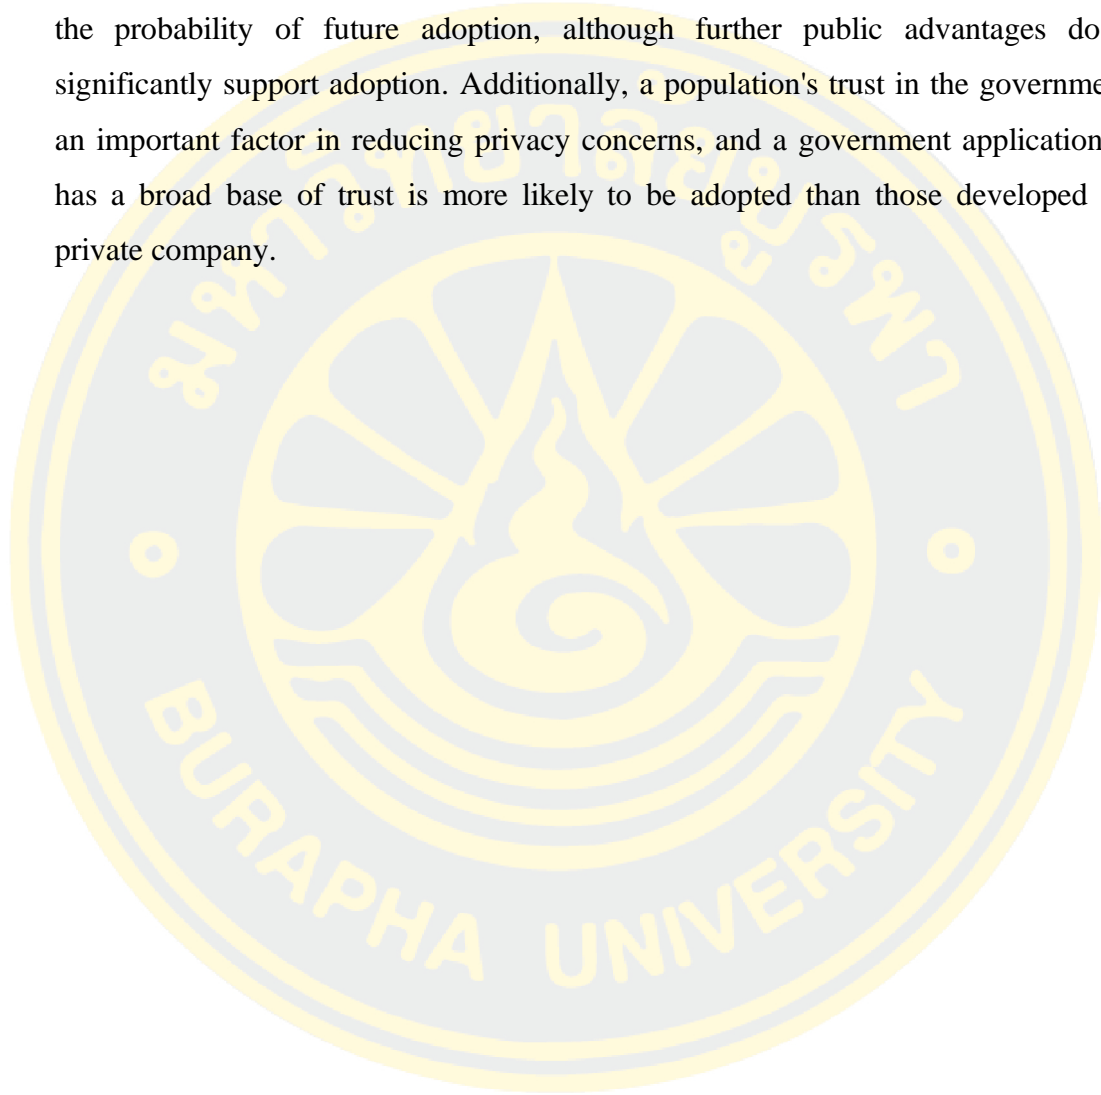 the probability of future adoption, although further public advantages do
significantly support adoption. Additionally, a population's trust in the
an important factor in reducing privacy concerns, and a government application
has a broad base of trust is more likely to be adopted than those developed
private company.
มหาวิทยาลัยบูรพา
BURAPHA UNIVERSITY